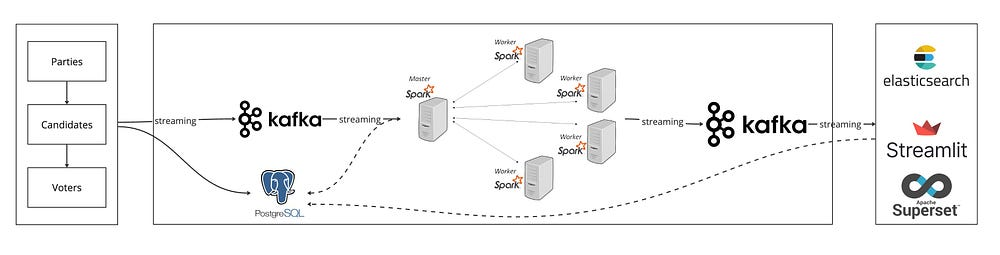 Parties
Candidates
Voters
streaming
kafka
streaming
PostgreSQL
Master
Spark
Worker
Spark
Worker
Spark
Worker
Spark
Worker
Spark
streaming
kafka
streaming
elasticsearch
Streamlit
Apache
Superset